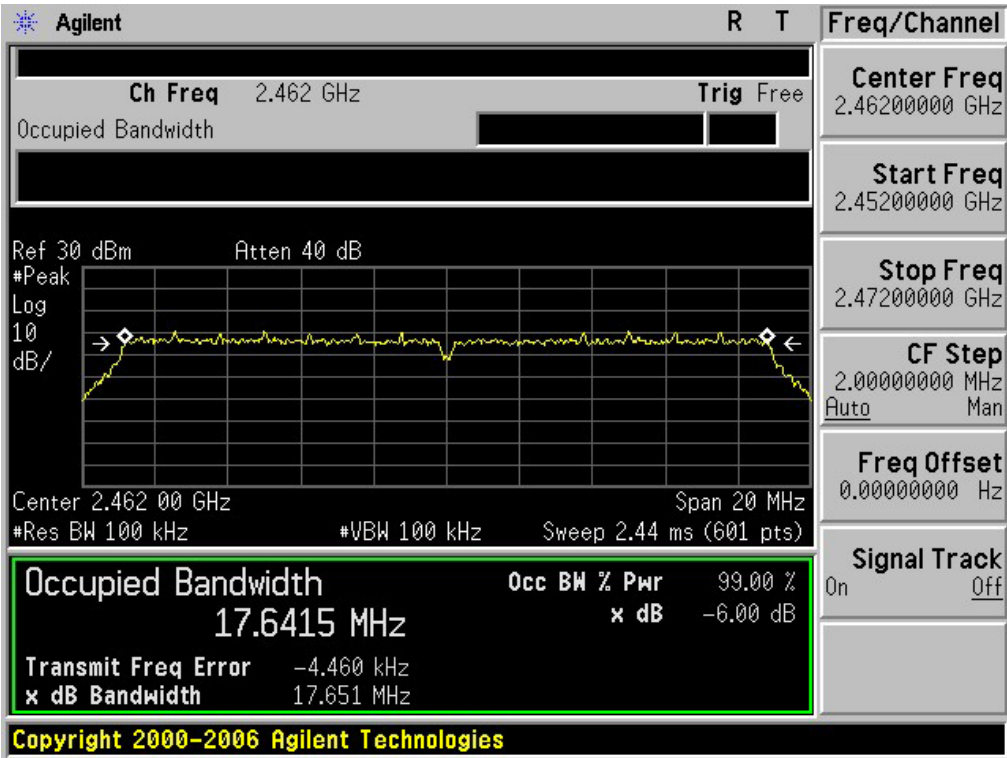 Agilent R T
Freq/Channel
Ch Freq 2.462 GHz Trig Free
Occupied Bandwidth
Center Freq
2.46200000 GHz
Start Freq
2.45200000 GHz
Stop Freq
2.47200000 GHz
CF Step
2.00000000 MHz
Auto Man
Freq Offset
0.00000000 Hz
Signal Track
On Off
Ref 30 dBm Atten 40 dB
#Peak
Log
10
dB/
Center 2.462 00 GHz Span 20 MHz
#Res BW 100 kHz #VBW 100 kHz Sweep 2.44 ms (601 pts)
Occupied Bandwidth
17.6415 MHz
Occ BW % Pwr 99.00 %
x dB -6.00 dB
Transmit Freq Error -4.460 kHz
x dB Bandwidth 17.651 MHz
Copyright 2000-2006 Agilent Technologies